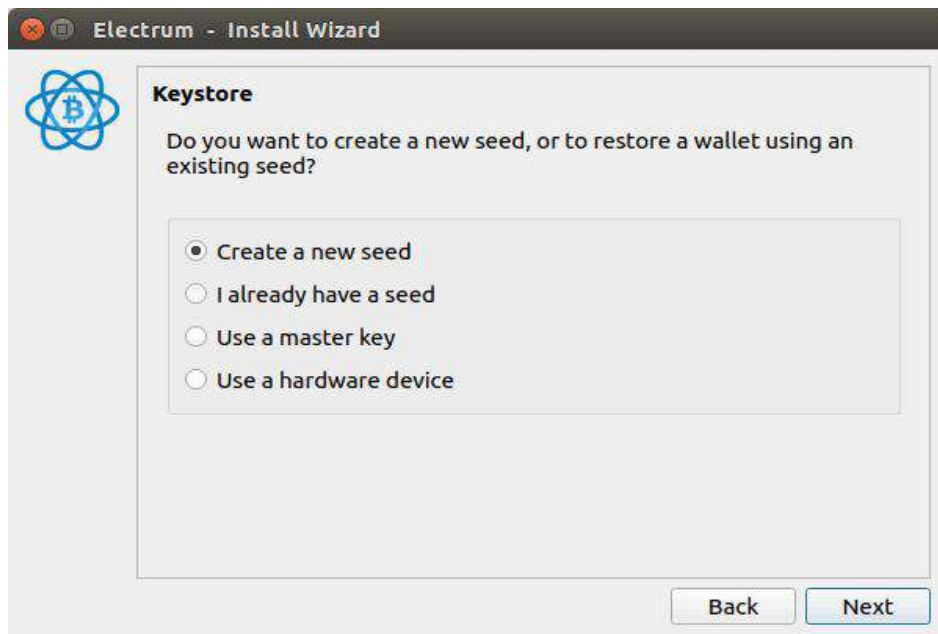 Electrum - Install Wizard
Keystore
Do you want to create a new seed, or to restore a wallet using an
existing seed?
Create a new seed
I already have a seed
Use a master key
Use a hardware device
Back
Next